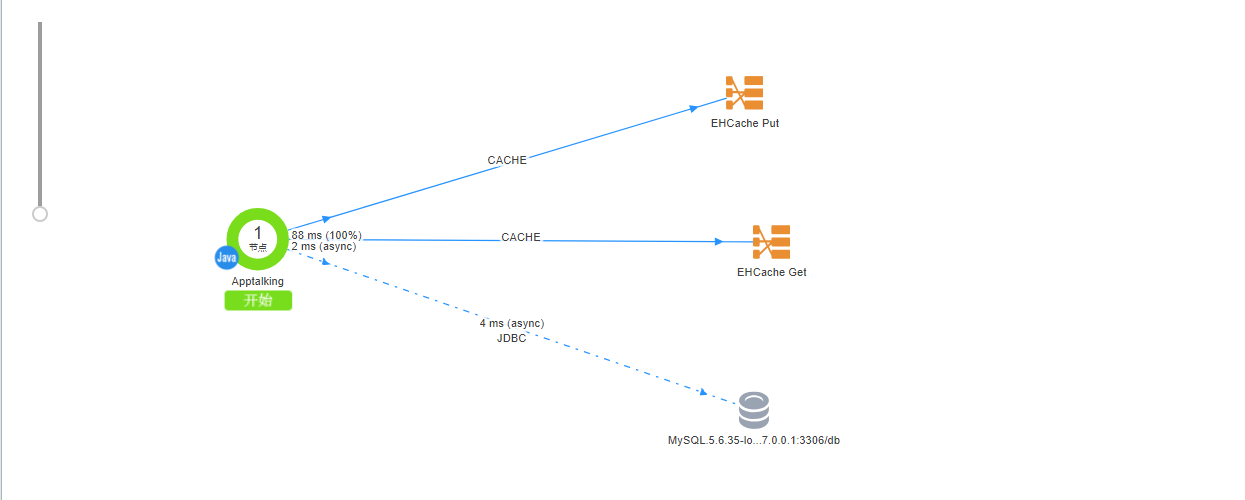 EHCache Put
CACHE
1
节点
Java
88 ms (100%)
2 ms (async)
CACHE
EHCache Get
Apptalking
开始
4 ms (async)
JDBC
MySQL.5.6.35-lo...7.0.0.1:3306/db